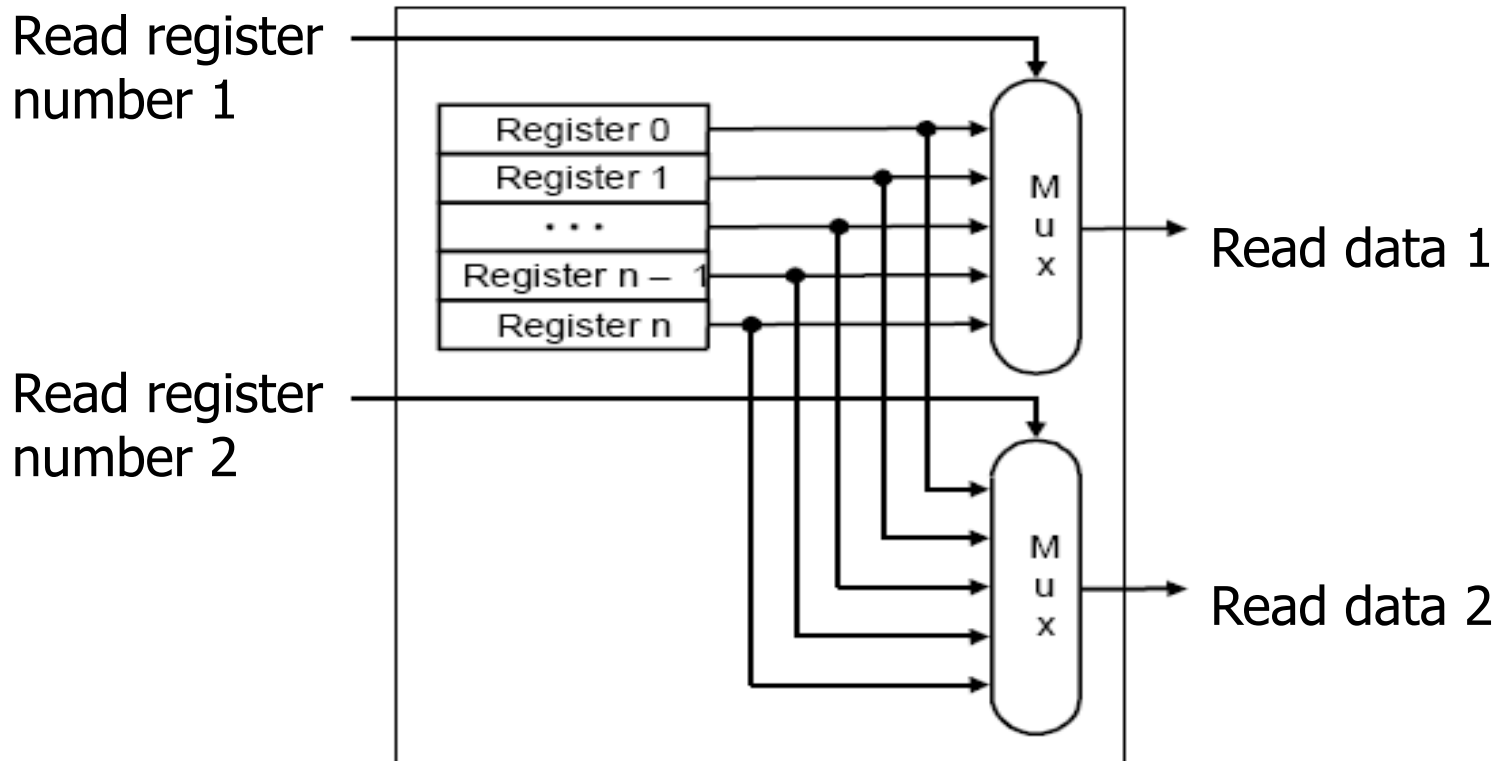 Read register
number 1
Register 0
Register 1
. . .
Register n – 1
Register n
M
u
x
Read data 1
Read register
number 2
M
u
x
Read data 2